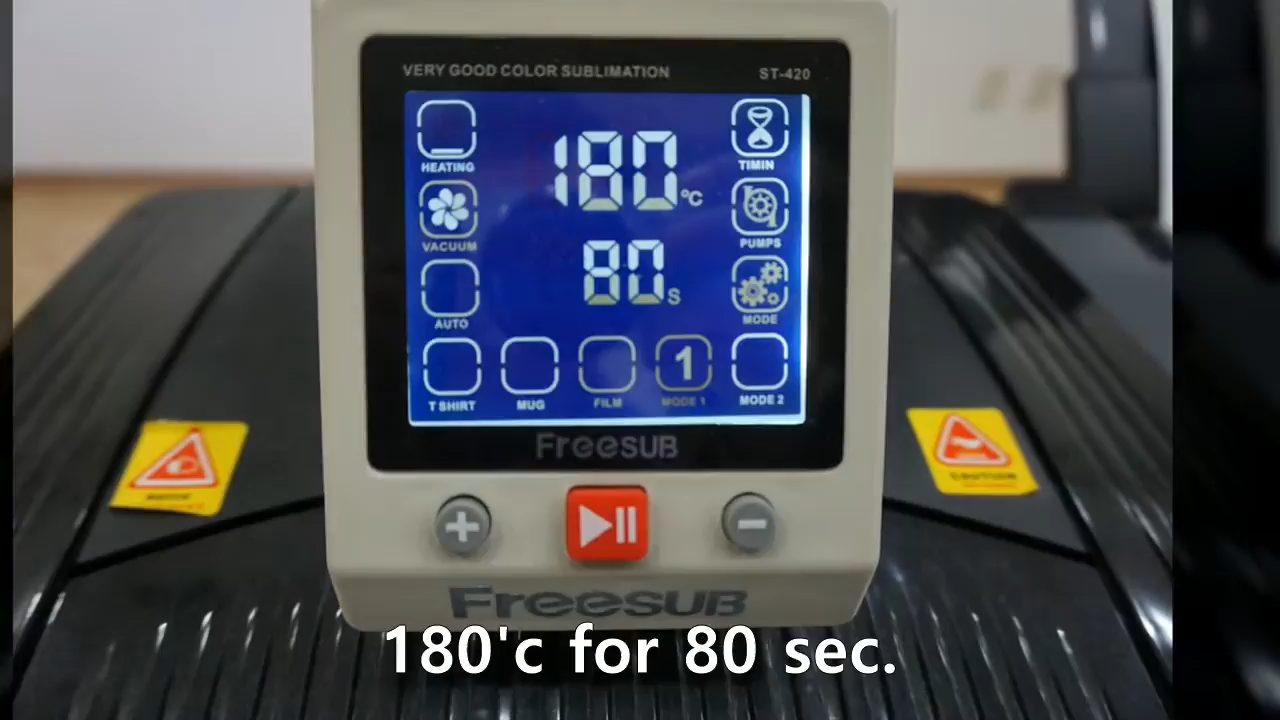 VERY GOOD COLOR SUBLIMATION ST-420
HEATING
180 °C
TIMIN
VACUUM
PUMPS
80 S
AUTO
MODE
1
T SHIRT MUG FILM MODE 1 MODE 2
Freesub
+ -
Freesub
CAUTION
180'c for 80 sec.